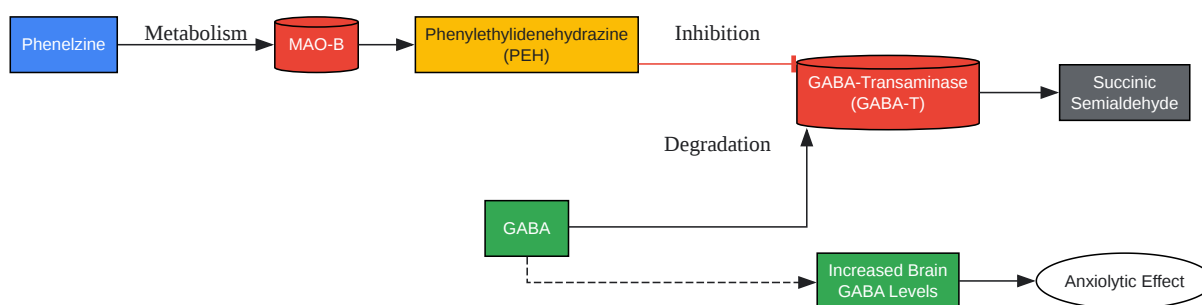 Phenelzine
Metabolism
MAO-B
Phenylethylidenehydrazine
(PEH)
Inhibition
GABA-Transaminase
(GABA-T)
Succinic
Semialdehyde
Degradation
GABA
Increased Brain
GABA Levels
Anxiolytic Effect